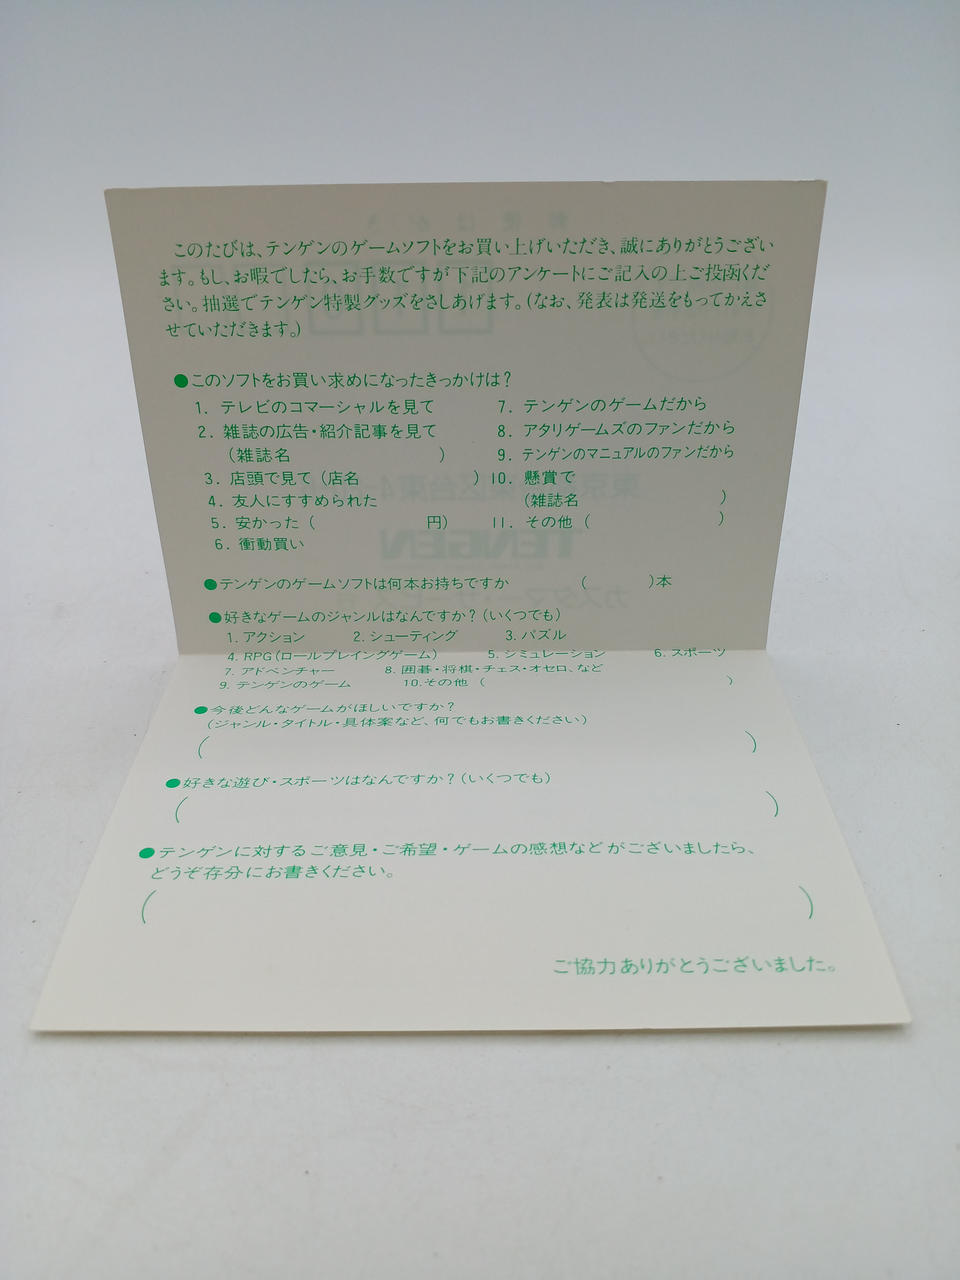 このたびは、テンゲンのゲームソフトをお買い上げいただき、誠にありがとうござい
ます。もし、お暇でしたら、お手数ですが下記のアンケートにご記入の上ご投函くだ
さい。抽選でテンゲン特製グッズをさしあげます。(なお、発表は発送をもってかえさ
せていただきます。)
●このソフトをお買い求めになったきっかけは?
1. テレビのコマーシャルを見て
2. 雑誌の広告・紹介記事を見て
(雑誌名 )
3. 店頭で見て(店名 )
4. 友人にすすめられた
5. 安かった( 円)
6. 衝動買い
7. テンゲンのゲームだから
8. アタリゲームズのファンだから
9. テンゲンのマニュアルのファンだから
10. 懸賞で
(雑誌名 )
11. その他( )
●テンゲンのゲームソフトは何本お持ちですか ( )本
●好きなゲームのジャンルはなんですか?(いくつでも)
1. アクション 2. シューティング 3. パズル
4. RPG(ロールプレイングゲーム) 5. シミュレーション 6. スポーツ
7. アドベンチャー 8. 囲碁・将棋・チェス・オセロ、など
9. テンゲンのゲーム 10.その他( )
●今後どんなゲームがほしいですか?
(ジャンル・タイトル・具体案など、何でもお書きください)
( )
●好きな遊び・スポーツはなんですか?(いくつでも)
( )
●テンゲンに対するご意見・ご希望・ゲームの感想などがございましたら、
どうぞ存分にお書きください。
( )
ご協力ありがとうございました。